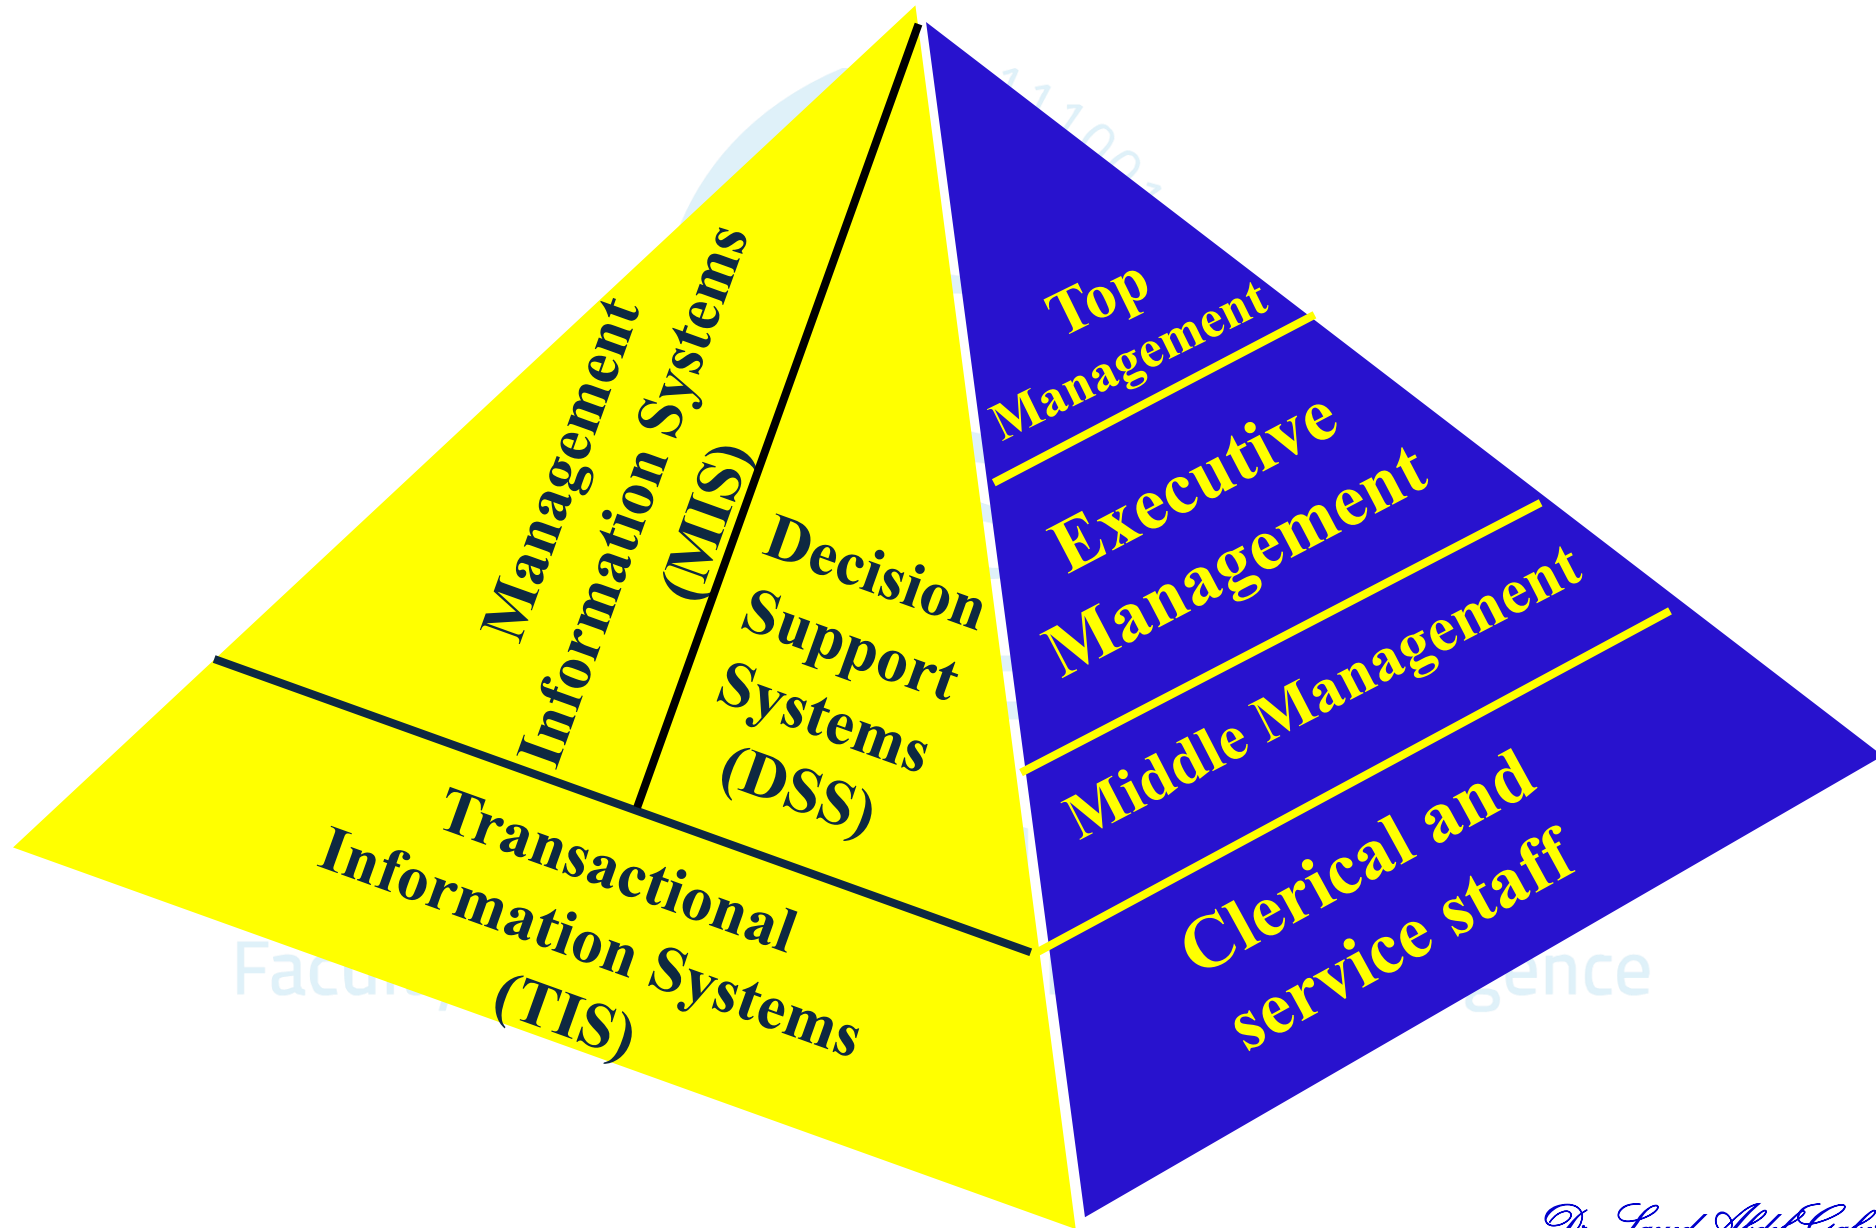 Management
Information Systems
(MIS)
Decision
Support
Systems
(DSS)
Transactional
Information Systems
(TIS)
Top
Management
Executive
Management
Middle Management
Clerical and
service staff